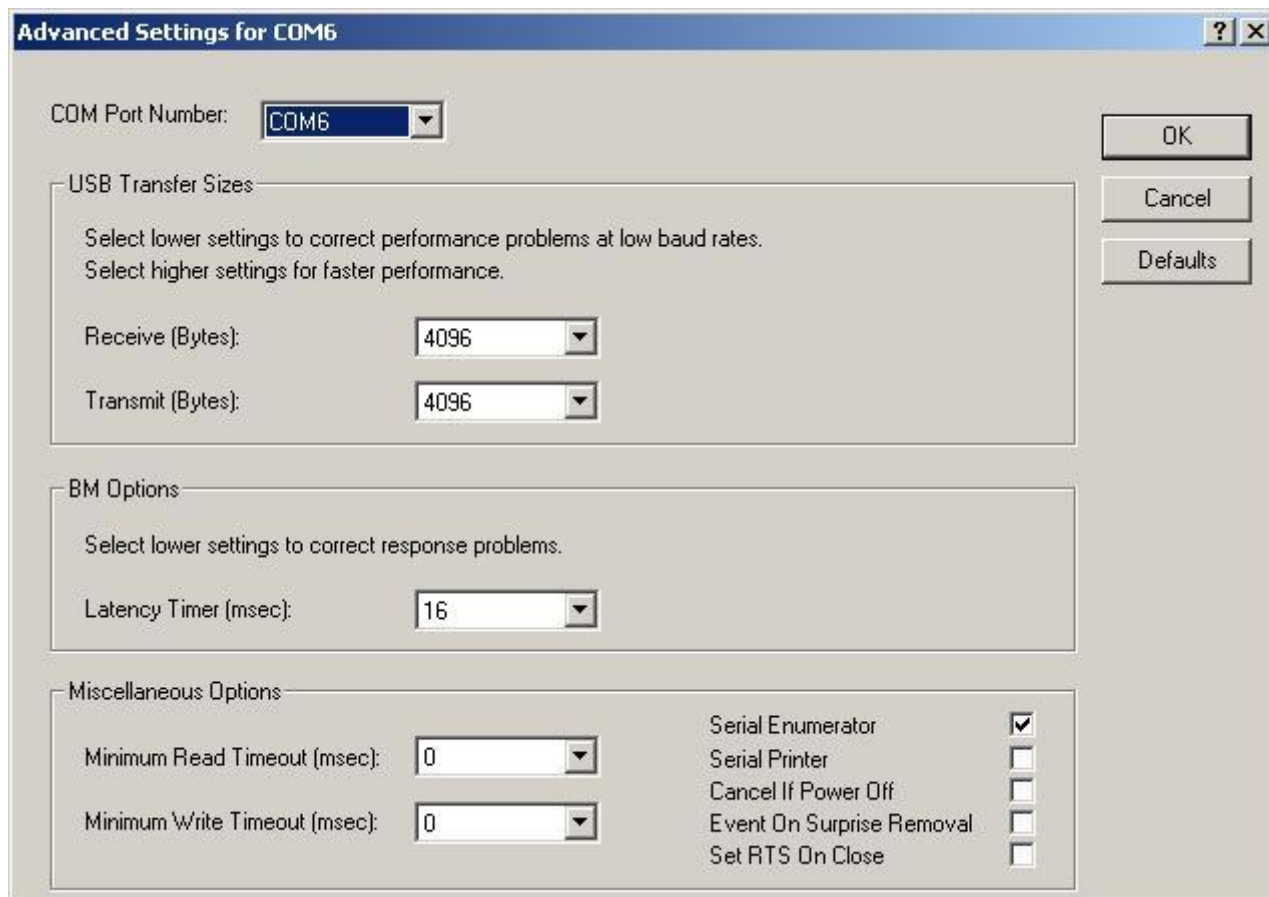 Advanced Settings for COM6
COM Port Number: COM6
OK
Cancel
Defaults
USB Transfer Sizes
Select lower settings to correct performance problems at low baud rates.
Select higher settings for faster performance.
Receive (Bytes): 4096
Transmit (Bytes): 4096
BM Options
Select lower settings to correct response problems.
Latency Timer (msec): 16
Miscellaneous Options
Minimum Read Timeout (msec): 0
Minimum Write Timeout (msec): 0
Serial Enumerator
Serial Printer
Cancel If Power Off
Event On Surprise Removal
Set RTS On Close